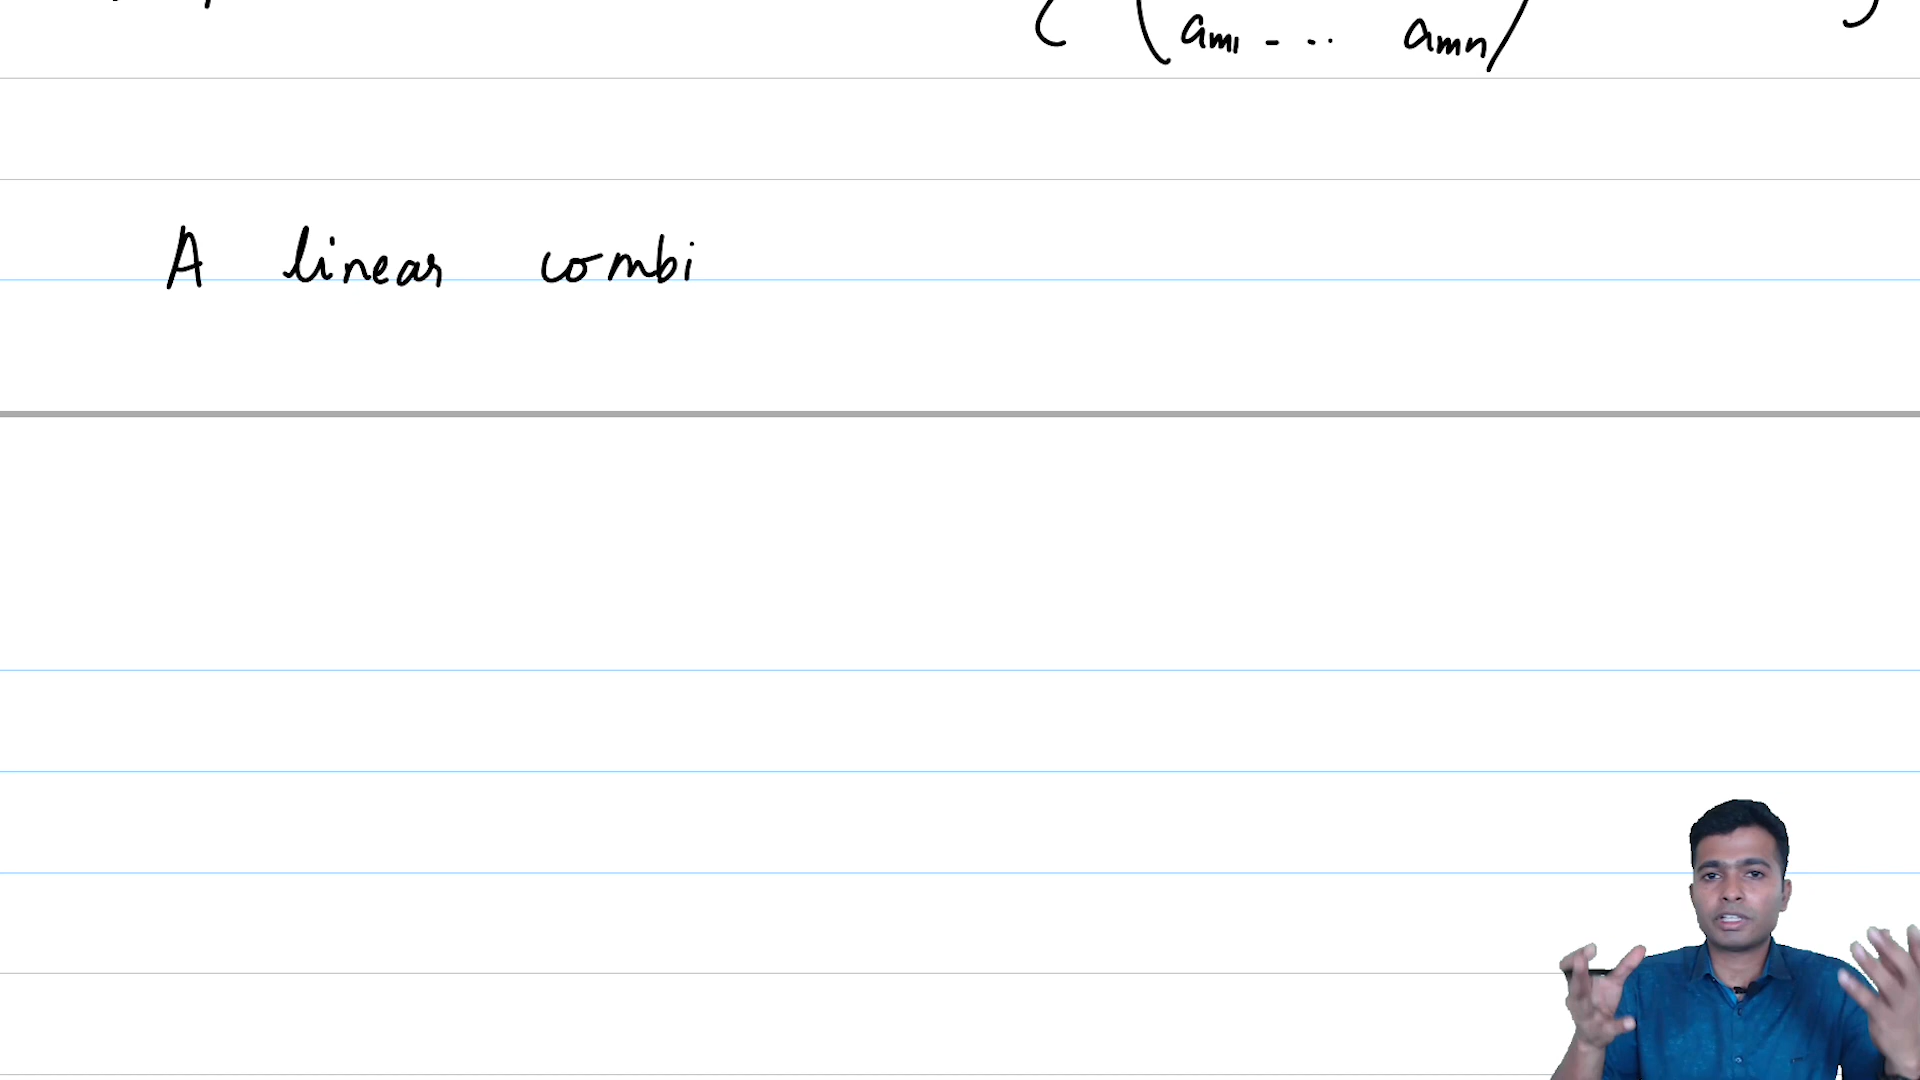 ( ( am1 - ... amn )
A linear combi